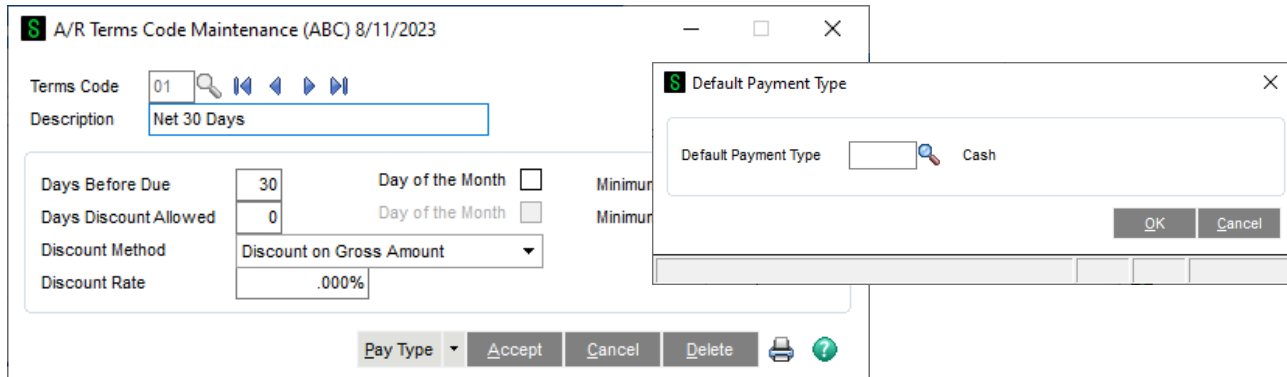 S A/R Terms Code Maintenance (ABC) 8/11/2023
Terms Code 01
Description Net 30 Days
Days Before Due 30 Day of the Month
Days Discount Allowed 0 Day of the Month
Discount Method Discount on Gross Amount
Discount Rate .000%
Pay Type Accept Cancel Delete ?
S Default Payment Type
Default Payment Type Cash
OK Cancel